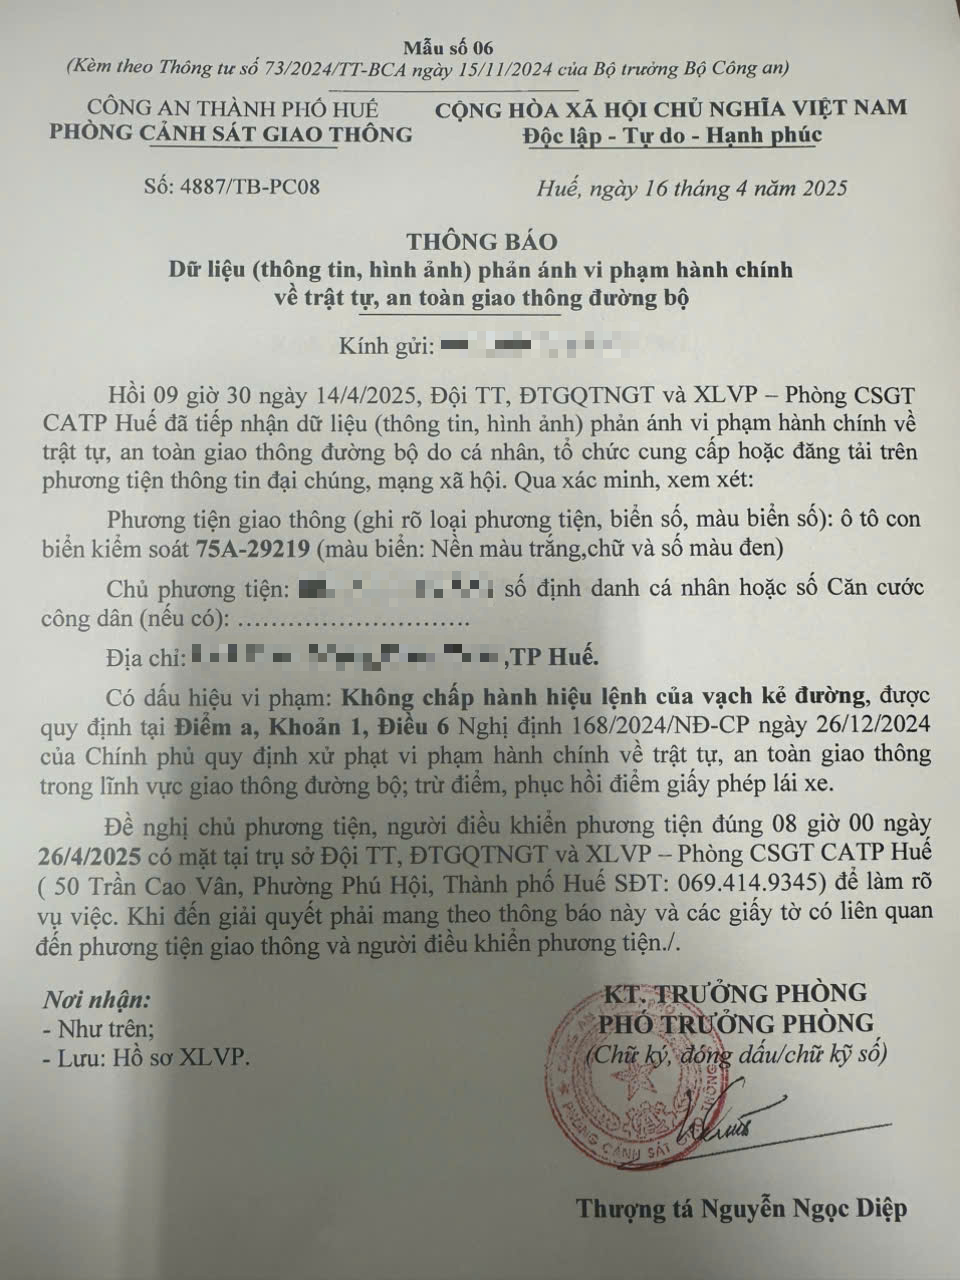 Mẫu số 06
(Kèm theo Thông tư số 73/2024/TT-BCA ngày 15/11/2024 của Bộ trưởng Bộ Công an)
CÔNG AN THÀNH PHỐ HUẾ
PHÒNG CẢNH SÁT GIAO THÔNG
CỘNG HÒA XÃ HỘI CHỦ NGHĨA VIỆT NAM
Độc lập - Tự do - Hạnh phúc
Số: 4887/TB-PC08
Huế, ngày 16 tháng 4 năm 2025
THÔNG BÁO
Dữ liệu (thông tin, hình ảnh) phản ánh vi phạm hành chính
về trật tự, an toàn giao thông đường bộ
Kính gửi:
Hồi 09 giờ 30 ngày 14/4/2025, Đội TT, ĐTGQTNGT và XLVP – Phòng CSGT
CATP Huế đã tiếp nhận dữ liệu (thông tin, hình ảnh) phản ánh vi phạm hành chính về
trật tự, an toàn giao thông đường bộ do cá nhân, tổ chức cung cấp hoặc đăng tải trên
phương tiện thông tin đại chúng, mạng xã hội. Qua xác minh, xem xét:
Phương tiện giao thông (ghi rõ loại phương tiện, biển số, màu biển số): ô tô con
biển kiểm soát 75A-29219 (màu biển: Nền màu trắng,chữ và số màu đen)
Chủ phương tiện: số định danh cá nhân hoặc số Căn cước
công dân (nếu có): ............................
Địa chỉ: ,TP Huế.
Có dấu hiệu vi phạm: Không chấp hành hiệu lệnh của vạch kẻ đường, được
quy định tại Điểm a, Khoản 1, Điều 6 Nghị định 168/2024/NĐ-CP ngày 26/12/2024
của Chính phủ quy định xử phạt vi phạm hành chính về trật tự, an toàn giao thông
trong lĩnh vực giao thông đường bộ; trừ điểm, phục hồi điểm giấy phép lái xe.
Đề nghị chủ phương tiện, người điều khiển phương tiện đúng 08 giờ 00 ngày
26/4/2025 có mặt tại trụ sở Đội TT, ĐTGQTNGT và XLVP – Phòng CSGT CATP Huế
( 50 Trần Cao Vân, Phường Phú Hội, Thành phố Huế SĐT: 069.414.9345) để làm rõ
vụ việc. Khi đến giải quyết phải mang theo thông báo này và các giấy tờ có liên quan
đến phương tiện giao thông và người điều khiển phương tiện./.
Nơi nhận:
- Như trên;
- Lưu: Hồ sơ XLVP.
KT. TRƯỞNG PHÒNG
PHÓ TRƯỞNG PHÒNG
(Chữ ký, đóng dấu/chữ kỹ số)
PHÒNG CẢNH SÁT GIAO THÔNG
Thượng tá Nguyễn Ngọc Diệp